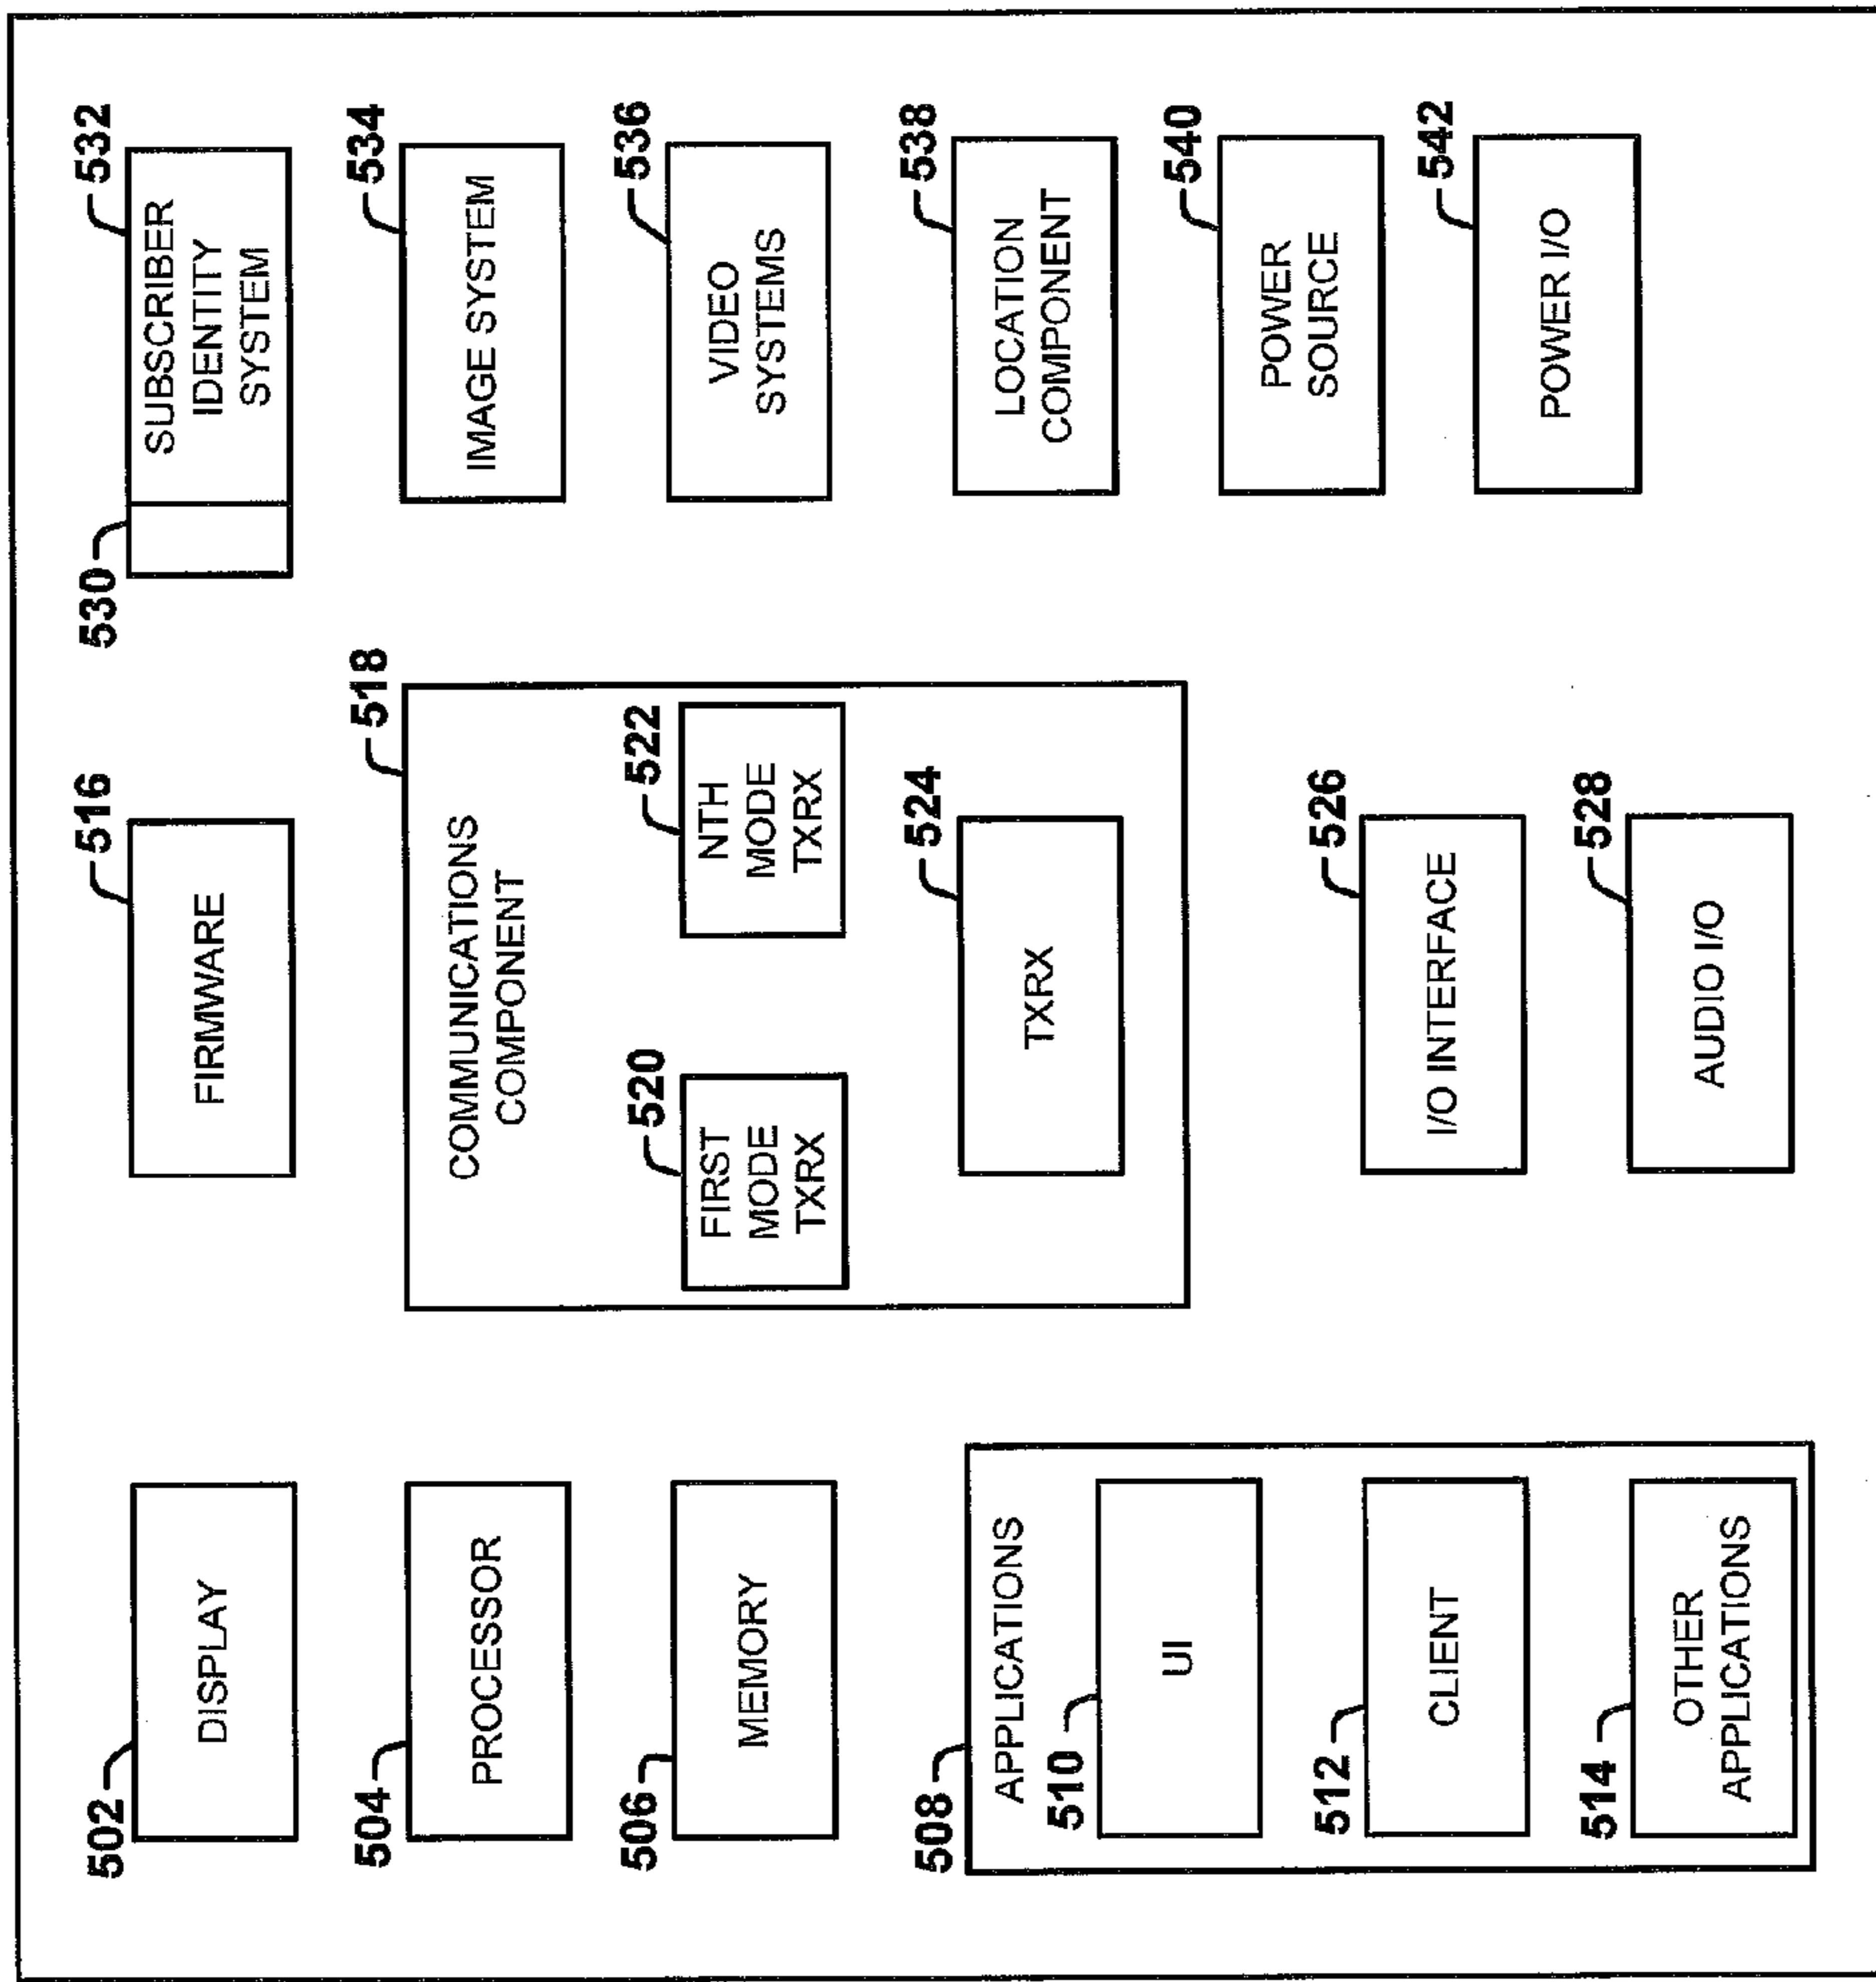 502
DISPLAY
504
PROCESSOR
506
MEMORY
508
APPLICATIONS
510
UI
512
CLIENT
514
OTHER
APPLICATIONS
516
FIRMWARE
518
COMMUNICATIONS
COMPONENT
520
FIRST
MODE
TXRX
522
NTH
MODE
TXRX
524
TXRX
526
I/O INTERFACE
528
AUDIO I/O
530
532
SUBSCRIBER
IDENTITY
SYSTEM
534
IMAGE SYSTEM
536
VIDEO
SYSTEMS
538
LOCATION
COMPONENT
540
POWER
SOURCE
542
POWER I/O